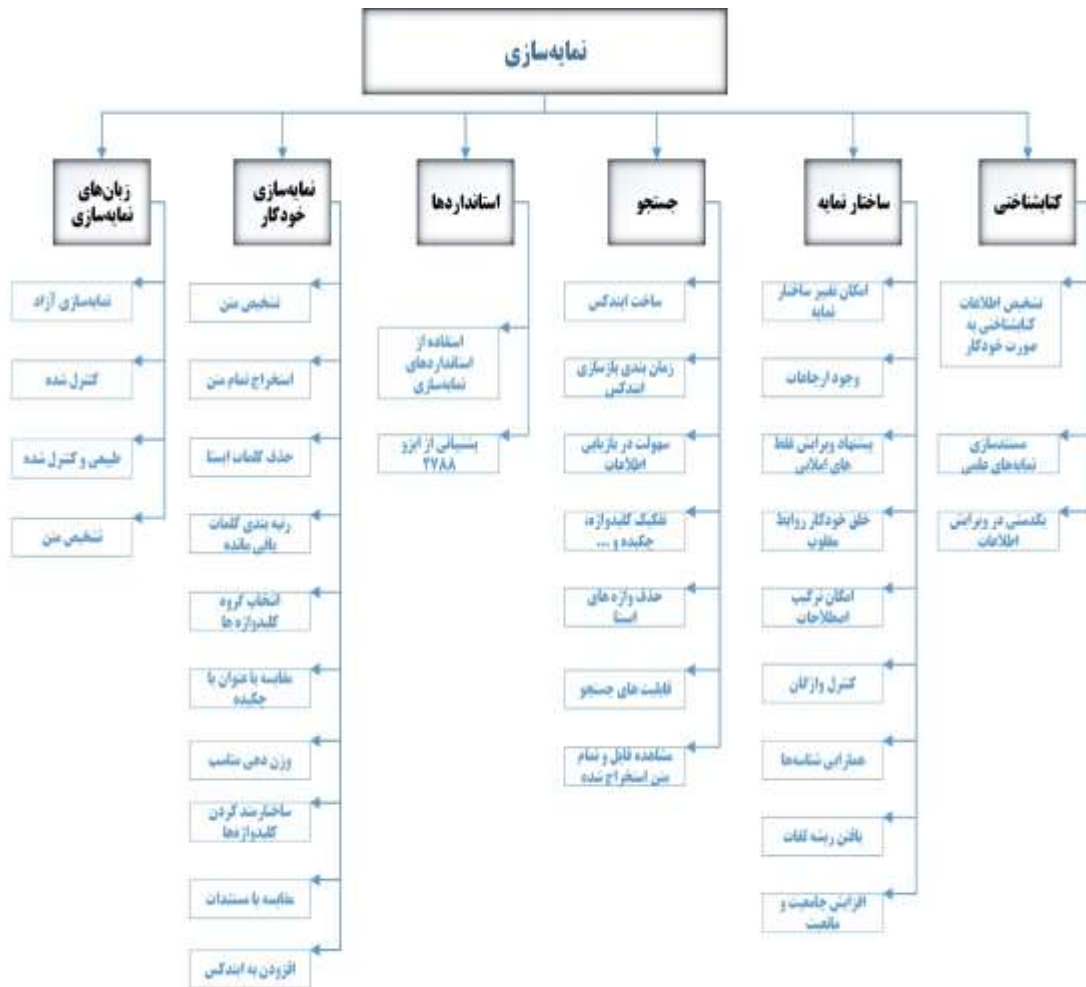 نمایه‌سازی
کتابشناختی
ساختار نمایه
جستجو
استانداردها
نمایه‌سازی
خودکار
زبان‌های
نمایه‌سازی
تشخیص اطلاعات
کتابشناختی به
صورت خودکار
مستندسازی
نمایه‌های علمی
یکدستی در ویرایش
اطلاعات
امکان تغییر ساختار
نمایه
وجود ارجاعات
پیشنهاد ویرایش غلط
های املایی
خلق خودکار روابط
مقلوب
امکان ترکیب
اصطلاحات
کنترل واژگان
همارایی شناسه‌ها
یافتن ریشه لغات
افزایش جامعیت و
مانعیت
ساخت ایندکس
زمان بندی بازسازی
ایندکس
سهولت در بازیابی
اطلاعات
تفکیک کلیدواژه،
چکیده و ...
حذف واژه های
ایستا
قابلیت های جستجو
مشاهده فایل و تمام
متن استخراج شده
استفاده از
استانداردهای
نمایه‌سازی
پشتیبانی از ایزو
۲۷۸۸
تشخیص متن
استخراج تمام متن
حذف کلمات ایستا
رتبه بندی کلمات
باقی مانده
انتخاب گروه
کلیدواژه ها
مقایسه با عنوان یا
چکیده
وزن دهی مناسب
ساختارمند کردن
کلیدواژه‌ها
مقایسه با مستندات
افزودن به ایندکس
نمایه‌سازی آزاد
کنترل شده
طبیعی و کنترل شده
تشخیص متن